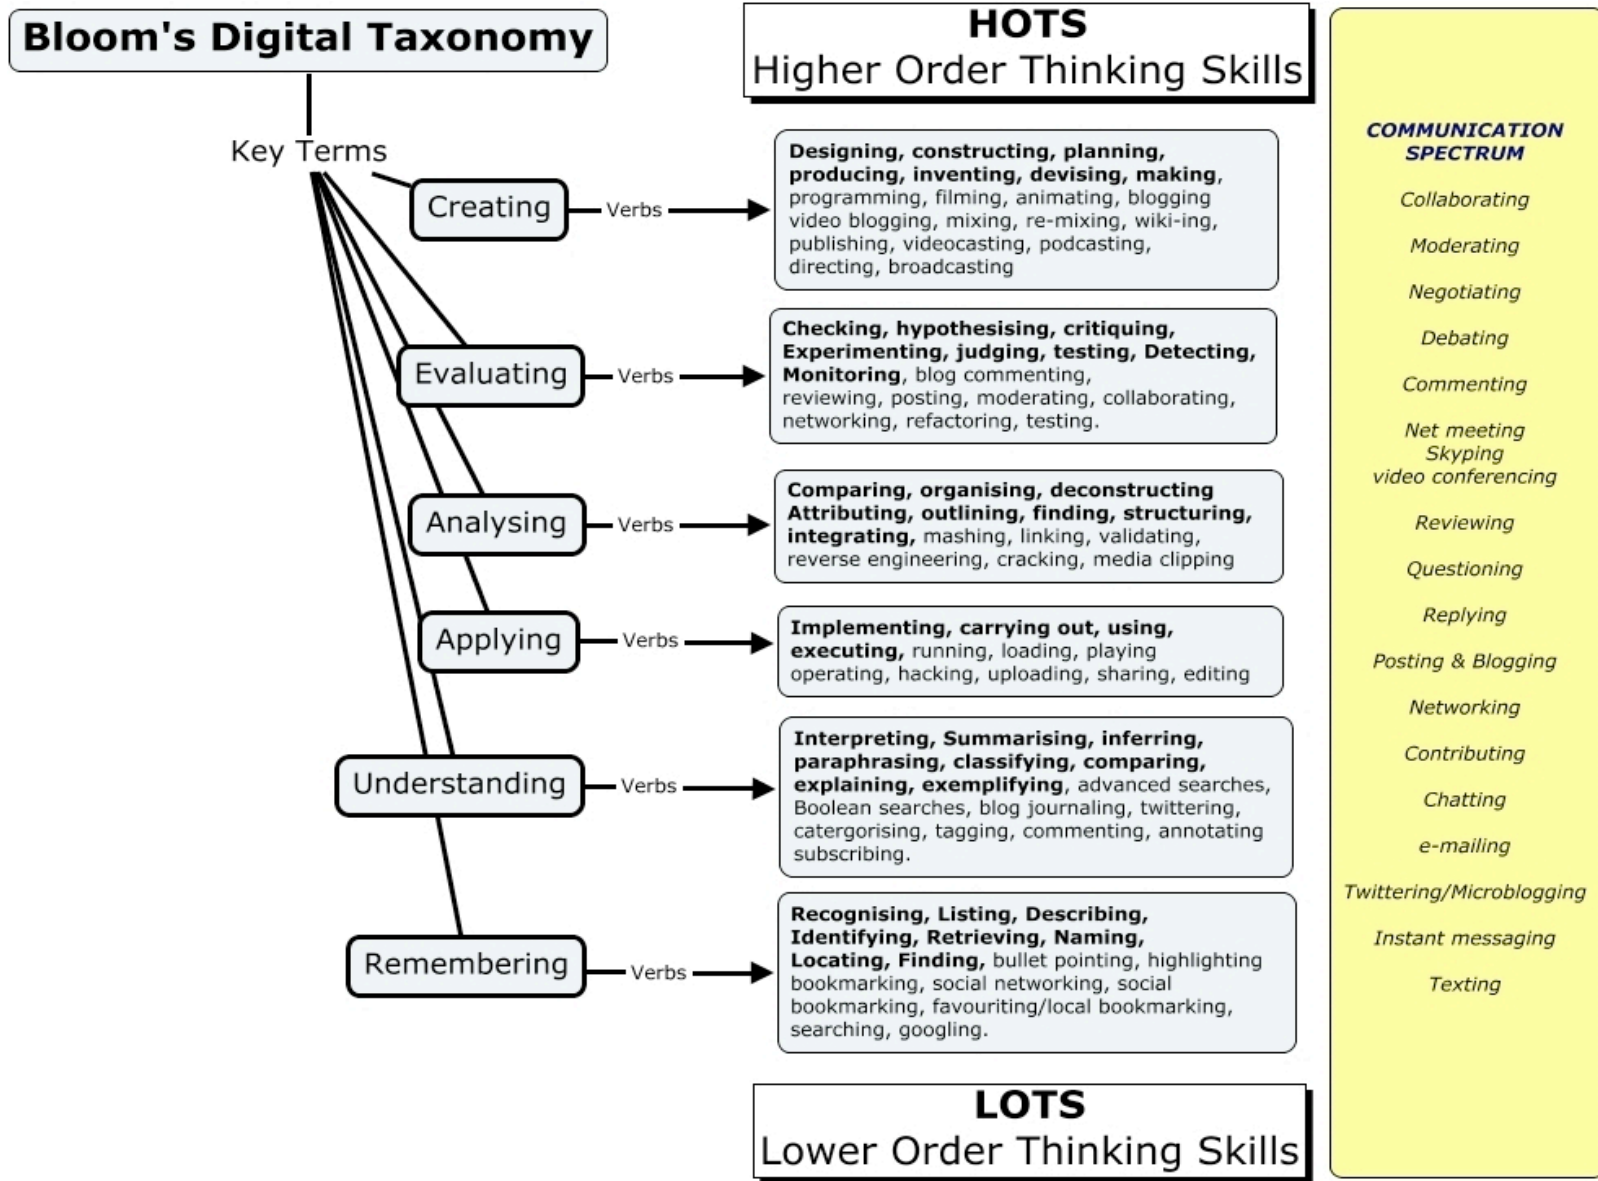 Bloom's Digital Taxonomy
Key Terms
HOTS
Higher Order Thinking Skills
Creating
Verbs
Designing, constructing, planning,
producing, inventing, devising, making,
programming, filming, animating, blogging
video blogging, mixing, re-mixing, wiki-ing,
publishing, videocasting, podcasting,
directing, broadcasting
Evaluating
Verbs
Checking, hypothesising, critiquing,
Experimenting, judging, testing, Detecting,
Monitoring, blog commenting,
reviewing, posting, moderating, collaborating,
networking, refactoring, testing.
Analysing
Verbs
Comparing, organising, deconstructing
Attributing, outlining, finding, structuring,
integrating, mashing, linking, validating,
reverse engineering, cracking, media clipping
Applying
Verbs
Implementing, carrying out, using,
executing, running, loading, playing
operating, hacking, uploading, sharing, editing
Understanding
Verbs
Interpreting, Summarising, inferring,
paraphrasing, classifying, comparing,
explaining, exemplifying, advanced searches,
Boolean searches, blog journaling, twittering,
catergorising, tagging, commenting, annotating
subscribing.
Remembering
Verbs
Recognising, Listing, Describing,
Identifying, Retrieving, Naming,
Locating, Finding, bullet pointing, highlighting
bookmarking, social networking, social
bookmarking, favouriting/local bookmarking,
searching, googling.
LOTS
Lower Order Thinking Skills
COMMUNICATION
SPECTRUM
Collaborating
Moderating
Negotiating
Debating
Commenting
Net meeting
Skyping
video conferencing
Reviewing
Questioning
Replying
Posting & Blogging
Networking
Contributing
Chatting
e-mailing
Twittering/Microblogging
Instant messaging
Texting